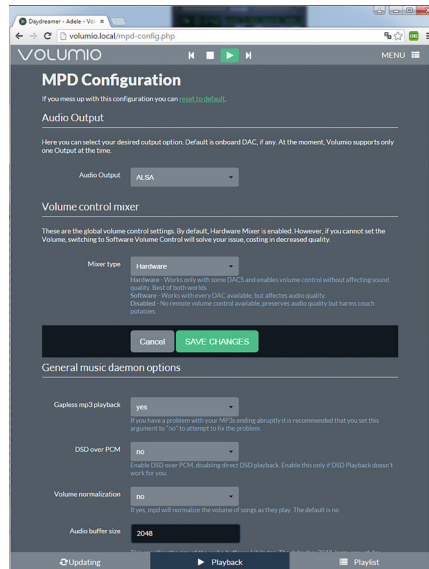 Daydreamer - Adele - Vol
volumio.local/mpd-config.php
VOLUMIO
MENU
MPD Configuration
If you mess up with this configuration you can reset to default.
Audio Output
Here you can select your desired output option. Default is onboard DAC, if any. At the moment, Volumio supports only
one Output at the time.
Audio Output
ALSA
Volume control mixer
These are the global volume control settings. By default, Hardware Mixer is enabled. However, if you cannot set the
Volume, switching to Software Volume Control will solve your issue, costing in decreased quality.
Mixer type
Hardware
Hardware - Works only with some DACS and enables volume control without affecting sound
quality. Best of both worlds.
Software - Works with every DAC available, but affectes audio quality
Disabled - No remote volume control available, preserves audio quality but harms couch
potatoes.
Cancel
SAVE CHANGES
General music daemon options
Gapless mp3 playback
yes
If you have a problem with your MP3s ending abruptly it is recommended that you set this
argument to "no" to attempt to fix the problem
DSD over PCM
no
Enable DSD over PCM, disabling direct DSD playback. Enable this only if DSD Playback doesn't
work for you.
Volume normalization
no
If yes, mpd will normalize the volume of songs as they play. The default is no
Audio buffer size
2048
Updating
Playback
Playlist